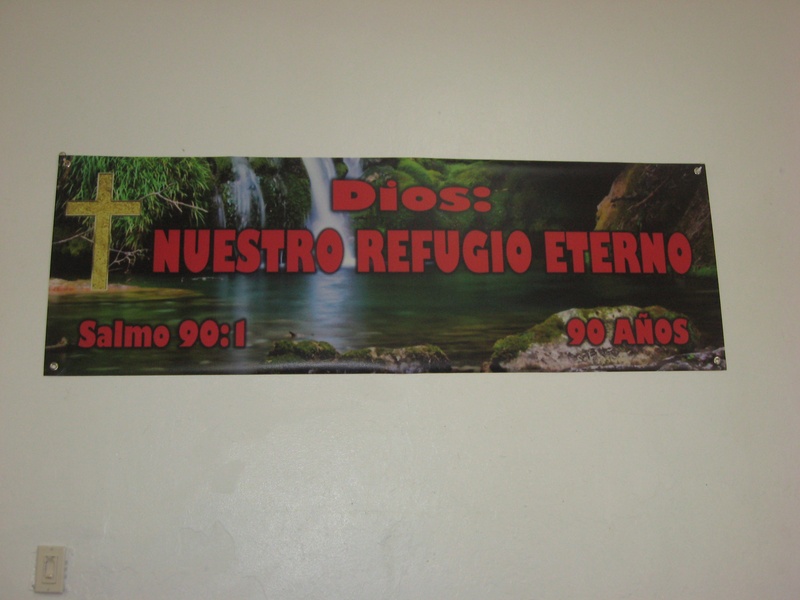 Dios:
NUESTRO REFUGIO ETERNO
Salmo 90:1
90 AÑOS